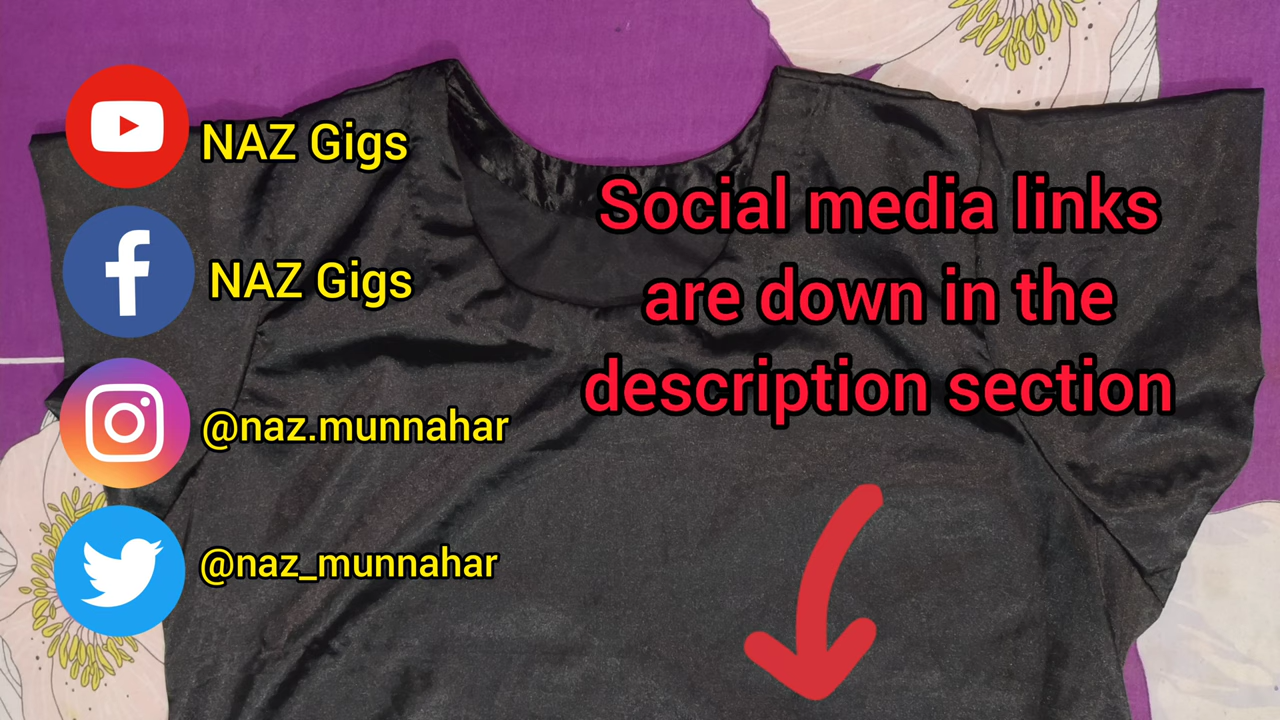 NAZ Gigs
NAZ Gigs
@naz.munnahar
@naz_munnahar
Social media links
are down in the
description section